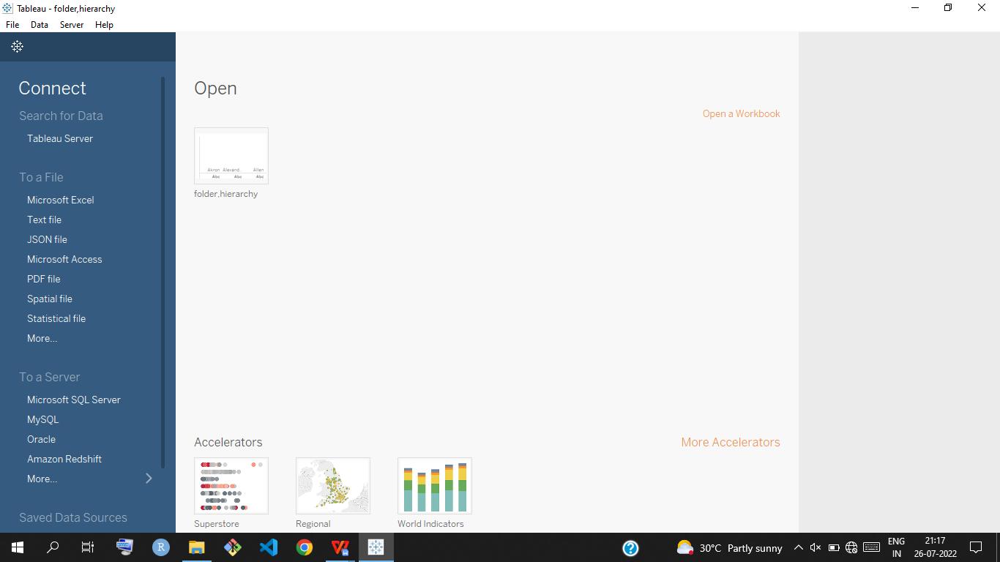 Tableau - folder,hierarchy
File Data Server Help
Connect
Search for Data
Tableau Server
To a File
Microsoft Excel
Text file
JSON file
Microsoft Access
PDF file
Spatial file
Statistical file
More...
To a Server
Microsoft SQL Server
MySQL
Oracle
Amazon Redshift
More...
Saved Data Sources
Open
Open a Workbook
Akron Alexand.. Allen
Abc Abc Abc
folder,hierarchy
Accelerators
More Accelerators
Superstore
Regional
World Indicators
R
W
?
30°C Partly sunny
ENG
IN
21:17
26-07-2022